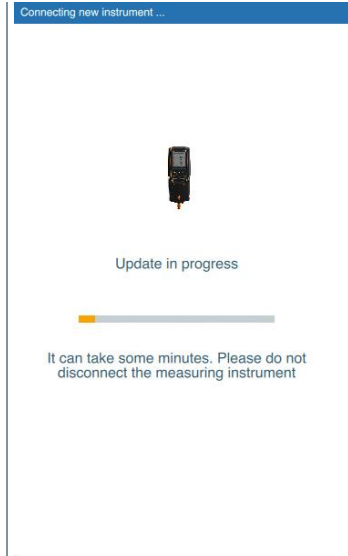 Connecting new instrument ...
Update in progress
It can take some minutes. Please do not
disconnect the measuring instrument